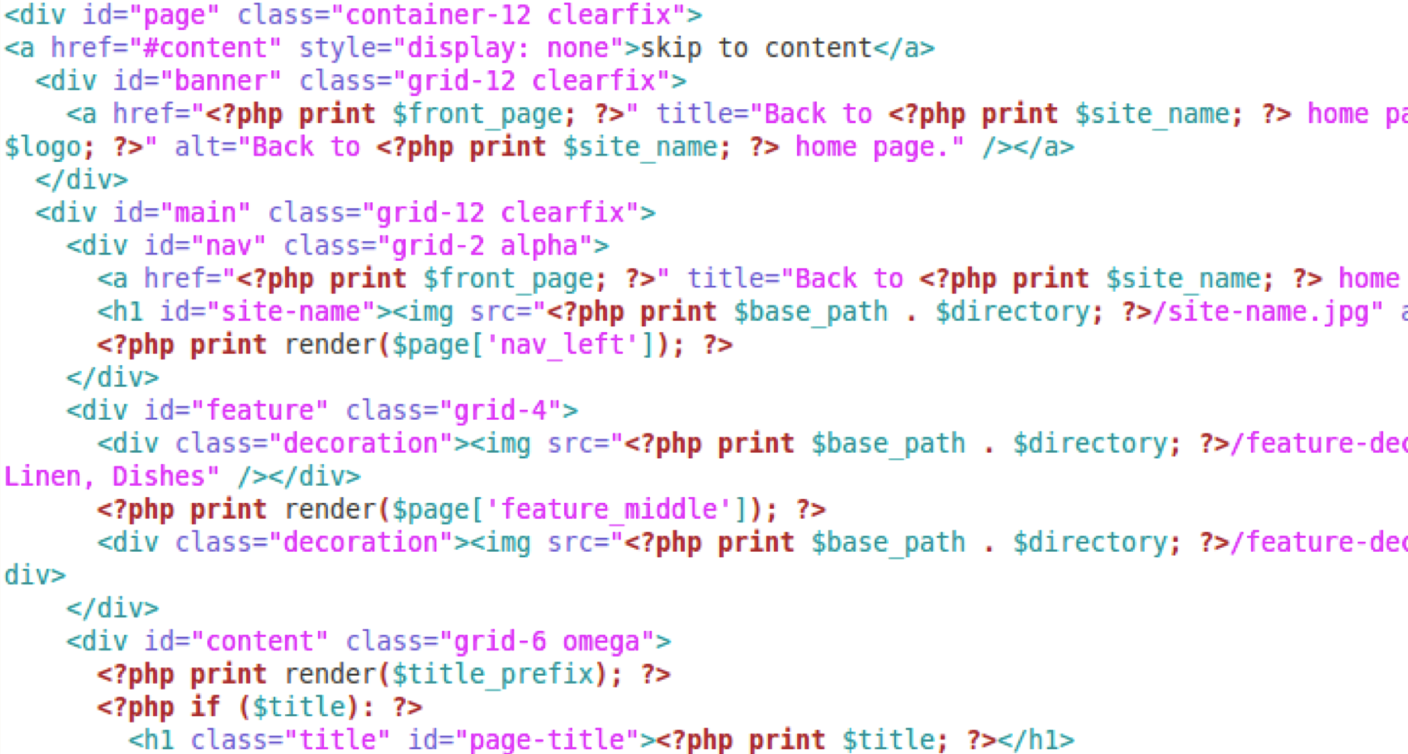 <div id="page" class="container-12 clearfix">
<a href="#content" style="display: none">skip to content</a>
<div id="banner" class="grid-12 clearfix">
<a href="<?php print $front_page; ?>" title="Back to <?php print $site_name; ?> home
$logo; ?>" alt="Back to <?php print $site_name; ?> home page." /></a>
</div>
<div id="main" class="grid-12 clearfix">
<div id="nav" class="grid-2 alpha">
<a href="<?php print $front_page; ?>" title="Back to <?php print $site_name; ?> home
<h1 id="site-name"><img src="<?php print $base_path . $directory; ?>/site-name.jpg"
<?php print render($page['nav_left']); ?>
</div>
<div id="feature" class="grid-4">
<div class="decoration"><img src="<?php print $base_path . $directory; ?>/feature-dec
Linen, Dishes" /></div>
<?php print render($page['feature_middle']); ?>
<div class="decoration"><img src="<?php print $base_path . $directory; ?>/feature-dec
div>
</div>
<div id="content" class="grid-6 omega">
<?php print render($title_prefix); ?>
<?php if ($title): ?>
<h1 class="title" id="page-title"><?php print $title; ?></h1>